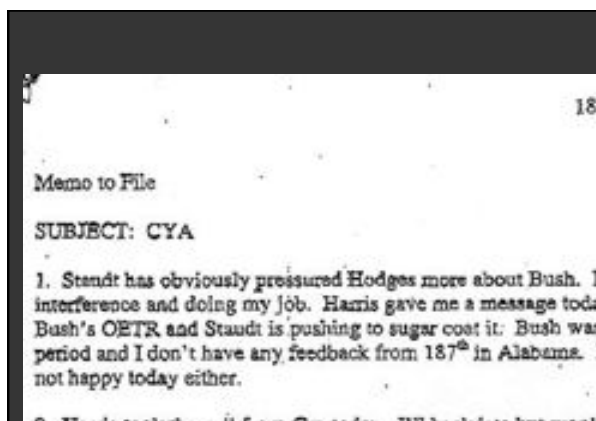 18
Memo to File
SUBJECT: CYA
1. Staudt has obviously pressured Hodges more about Bush. I
interference and doing my job. Harris gave me a message toda
Bush's OETR and Staudt is pushing to sugar coat it. Bush was
period and I don't have any feedback from 187th in Alabama.
not happy today either.